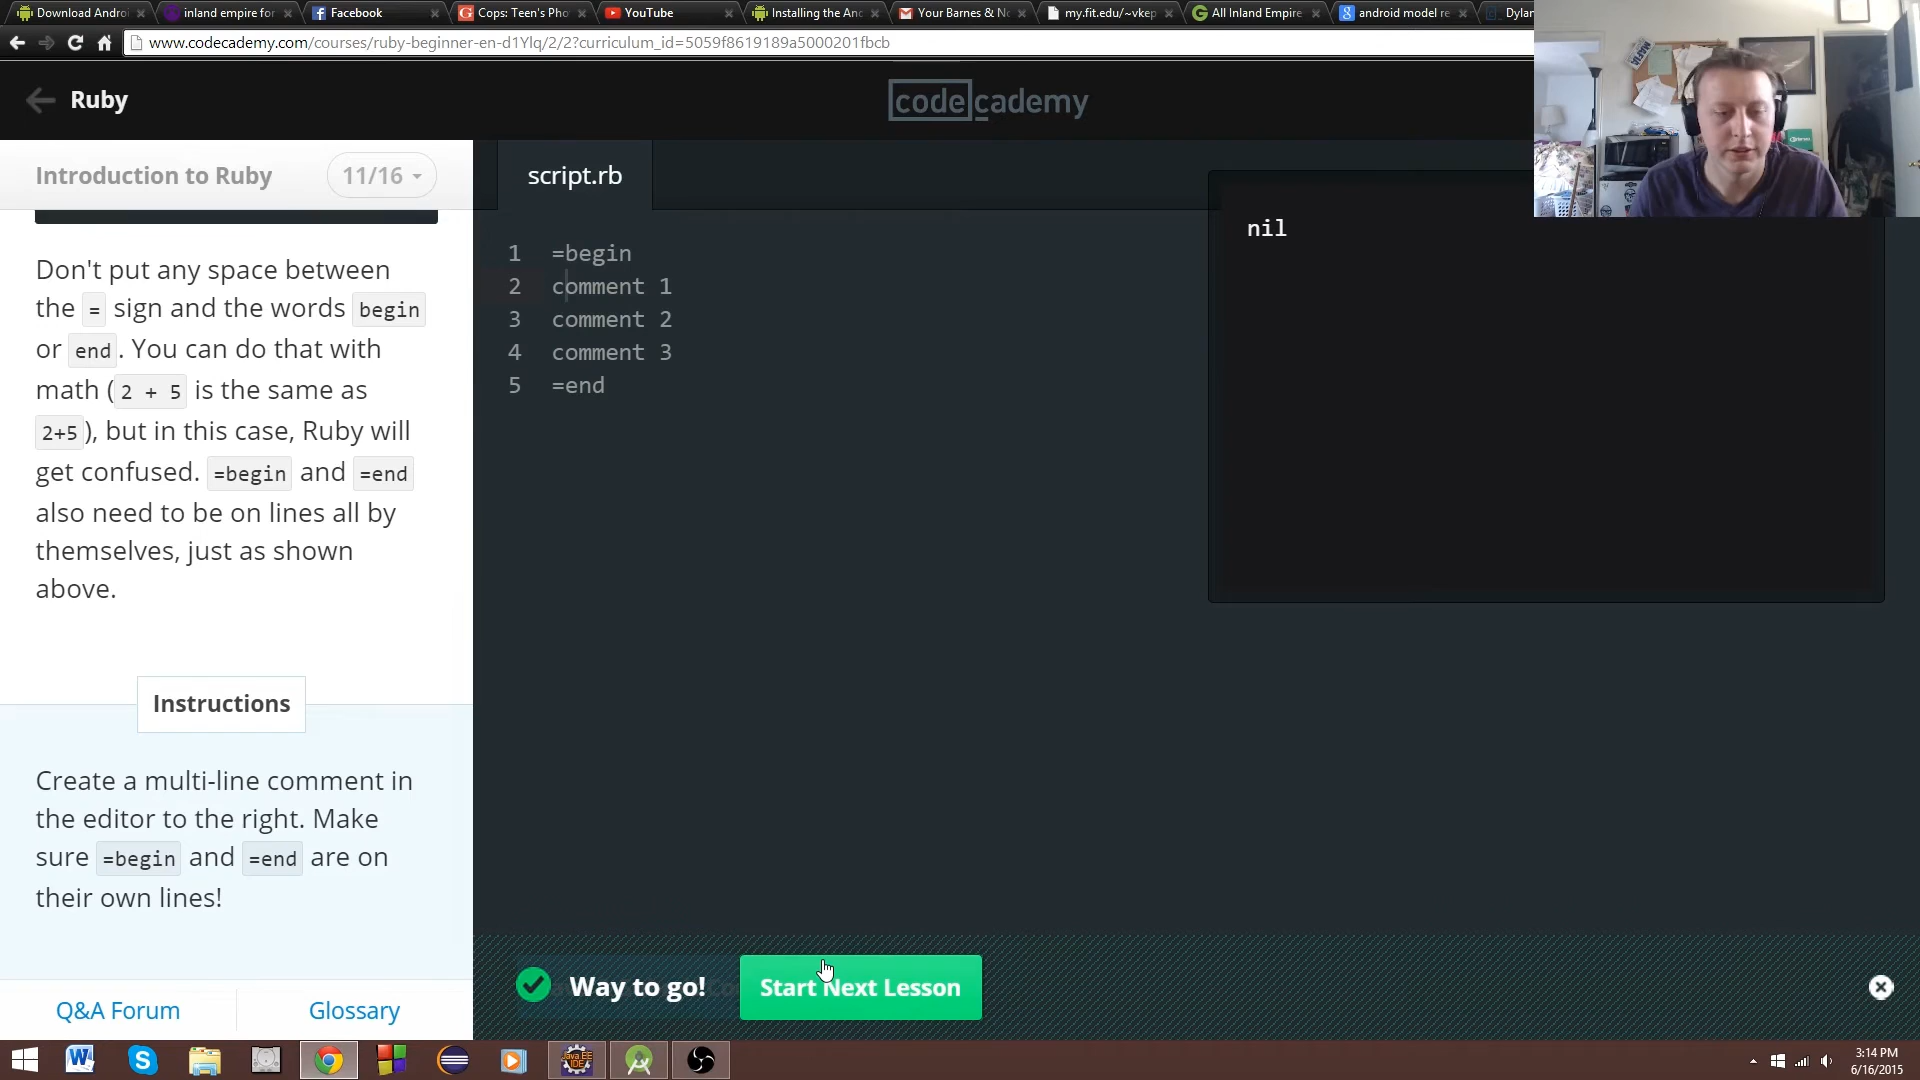 Download Androi
inland empire for
Facebook
Cops: Teen's Pho
YouTube
Installing the And
Your Barnes & No
my.fit.edu/~vkep
All Inland Empire
android model re
Dylan
www.codecademy.com/courses/ruby-beginner-en-d1Ylq/2/2?curriculum_id=5059f8619189a5000201fbcb
Ruby
codecademy
Introduction to Ruby
11/16
script.rb
Don't put any space between
the = sign and the words begin
or end. You can do that with
math (2 + 5 is the same as
2+5), but in this case, Ruby will
get confused. =begin and =end
also need to be on lines all by
themselves, just as shown
above.
Instructions
Create a multi-line comment in
the editor to the right. Make
sure =begin and =end are on
their own lines!
Q&A Forum
Glossary
1 =begin
2 comment 1
3 comment 2
4 comment 3
5 =end
nil
MAFIA
Way to go!
Start Next Lesson
Java EE
IDE
3:14 PM
6/16/2015